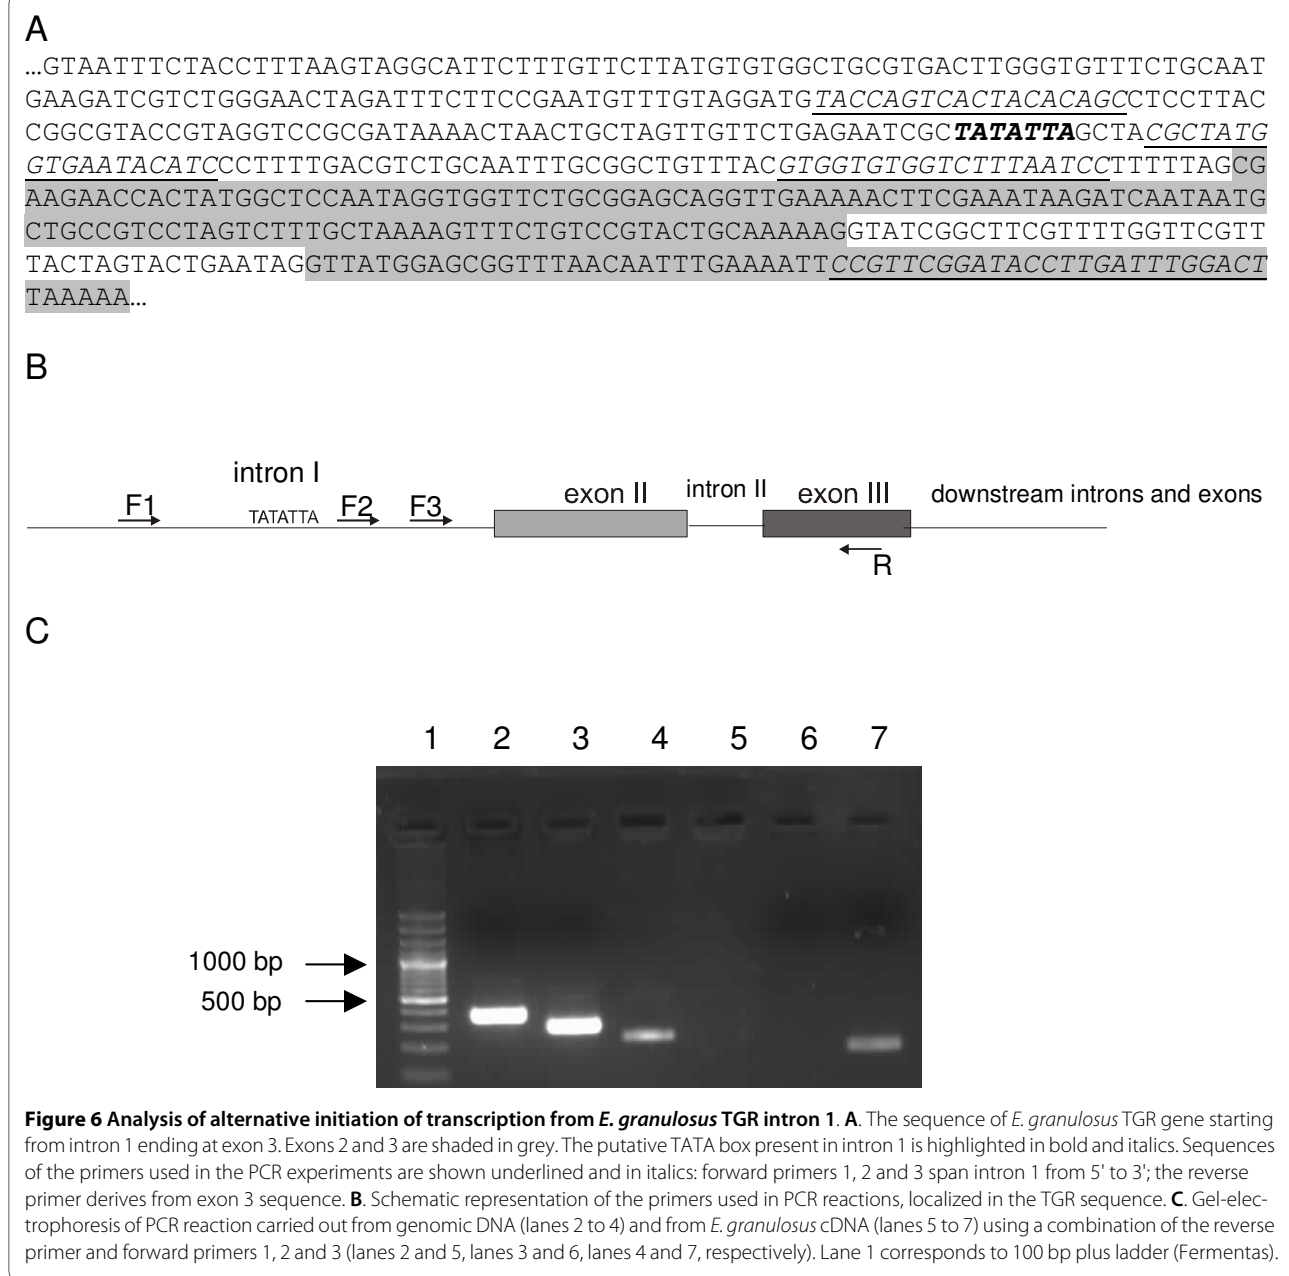 A
...GTAATTTCTACCTTTAAGTAGGCATTCTTTGTTCTTATGTGTGGCTGCGTGACTTGGGTGTTTCTGCAAT
GAAGATCGTCTGGGAACTAGATTTCTTCCGAATGTTTGTAGGATGTACCAGTCACTACACAGCCTCCTTAC
CGGCGTACCGTAGGTCCGCGATAAAACTAACTGCTAGTTGTTCTGAGAATCGCTATATTAGCTACGCTATG
GTGAATACATCCCTTTTGACGTCTGCAATTTGCGGCTGTTTACGTGGTGTGGTCTTTAATCCTTTTTAGCG
AAGAACCACTATGGCTCCAATAGGTGGTTCTGCGGAGCAGGTTGAAAAACTTCGAAATAAGATCAATAATG
CTGCCGTCCTAGTCTTTGCTAAAAGTTTCTGTCCGTACTGCAAAAAGGTATCGGCTTCGTTTTGGTTCGTT
TACTAGTACTGAATAGGTTATGGAGCGGTTTAACAATTTGAAAATTCCGTTCGGATACCTTGATTTGGACT
TAAAAA...
B
intron I
F1 TATATTA F2 F3 exon II intron II exon III downstream introns and exons
R
C
1 2 3 4 5 6 7
1000 bp
500 bp
Figure 6 Analysis of alternative initiation of transcription from E. granulosus TGR intron 1. A. The sequence of E. granulosus TGR gene starting
from intron 1 ending at exon 3. Exons 2 and 3 are shaded in grey. The putative TATA box present in intron 1 is highlighted in bold and italics. Sequences
of the primers used in the PCR experiments are shown underlined and in italics: forward primers 1, 2 and 3 span intron 1 from 5' to 3'; the reverse
primer derives from exon 3 sequence. B. Schematic representation of the primers used in PCR reactions, localized in the TGR sequence. C. Gel-elec-
trophoresis of PCR reaction carried out from genomic DNA (lanes 2 to 4) and from E. granulosus cDNA (lanes 5 to 7) using a combination of the reverse
primer and forward primers 1, 2 and 3 (lanes 2 and 5, lanes 3 and 6, lanes 4 and 7, respectively). Lane 1 corresponds to 100 bp plus ladder (Fermentas).